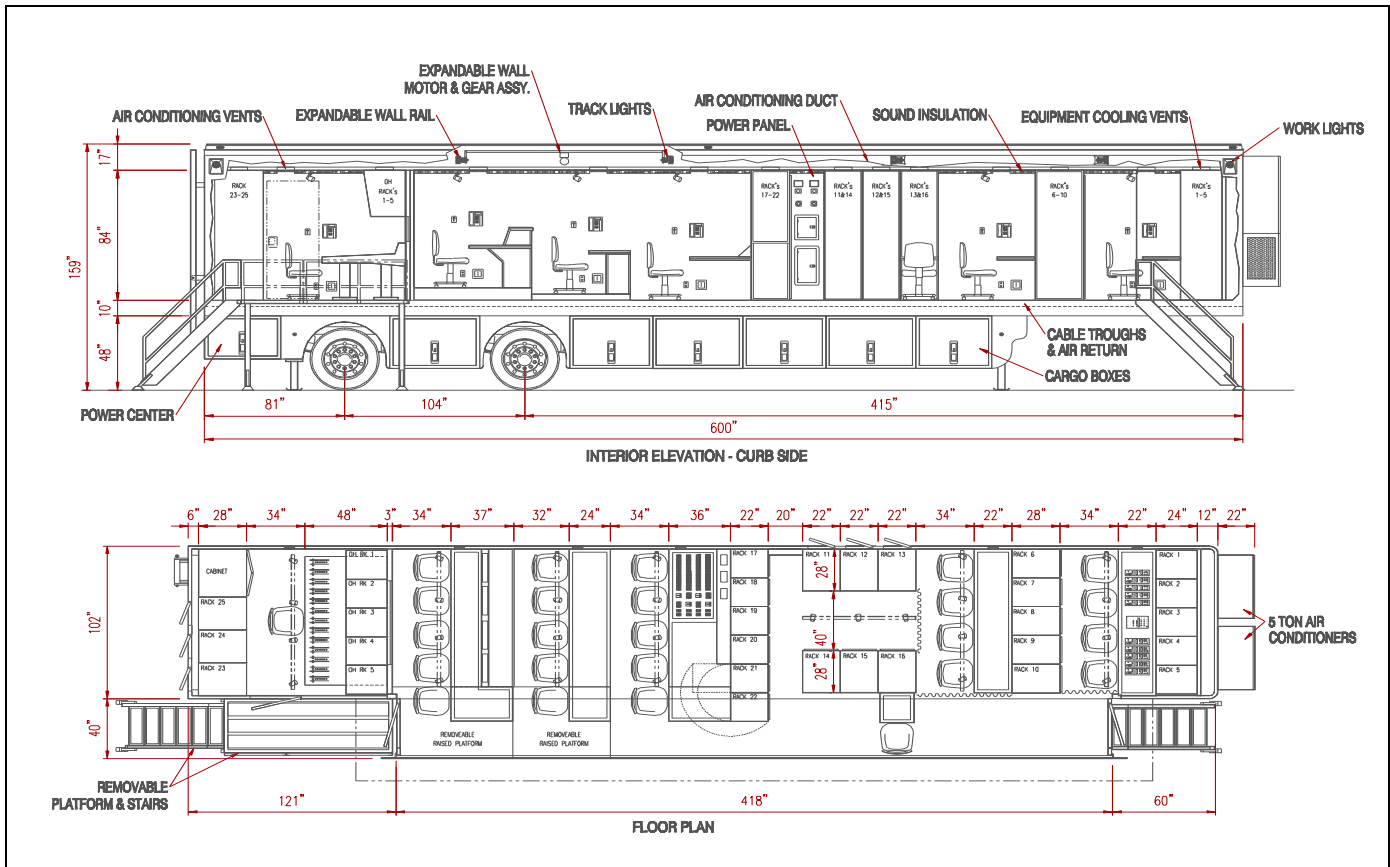 EXPANDABLE WALL
MOTOR & GEAR ASSY.
AIR CONDITIONING VENTS
EXPANDABLE WALL RAIL
TRACK LIGHTS
AIR CONDITIONING DUCT
POWER PANEL
SOUND INSULATION
EQUIPMENT COOLING VENTS
WORK LIGHTS
17"
84"
159"
10"
48"
RACK
23-25
OH
RACK's
1-5
RACK's
17-22
RACK's
11&14
RACK's
12&15
RACK's
13&16
RACK's
6-10
RACK's
1-5
CABLE TROUGHS
& AIR RETURN
CARGO BOXES
POWER CENTER
81"
104"
415"
600"
INTERIOR ELEVATION - CURB SIDE
6" 28" 34" 48" 3" 34" 37" 32" 24" 34" 36" 22" 20" 22" 22" 22" 34" 22" 28" 34" 22" 24" 12" 22"
102"
40"
CABINET
RACK 25
RACK 24
RACK 23
OH RK 1
OH RK 2
OH RK 3
OH RK 4
OH RK 5
RACK 17
RACK 18
RACK 19
RACK 20
RACK 21
RACK 22
RACK 11
RACK 12
RACK 13
28"
40"
28"
RACK 14
RACK 15
RACK 16
RACK 6
RACK 7
RACK 8
RACK 9
RACK 10
RACK 1
RACK 2
RACK 3
RACK 4
RACK 5
5 TON AIR
CONDITIONERS
REMOVEABLE
RAISED PLATFORM
REMOVEABLE
RAISED PLATFORM
REMOVABLE
PLATFORM & STAIRS
121"
418"
60"
FLOOR PLAN